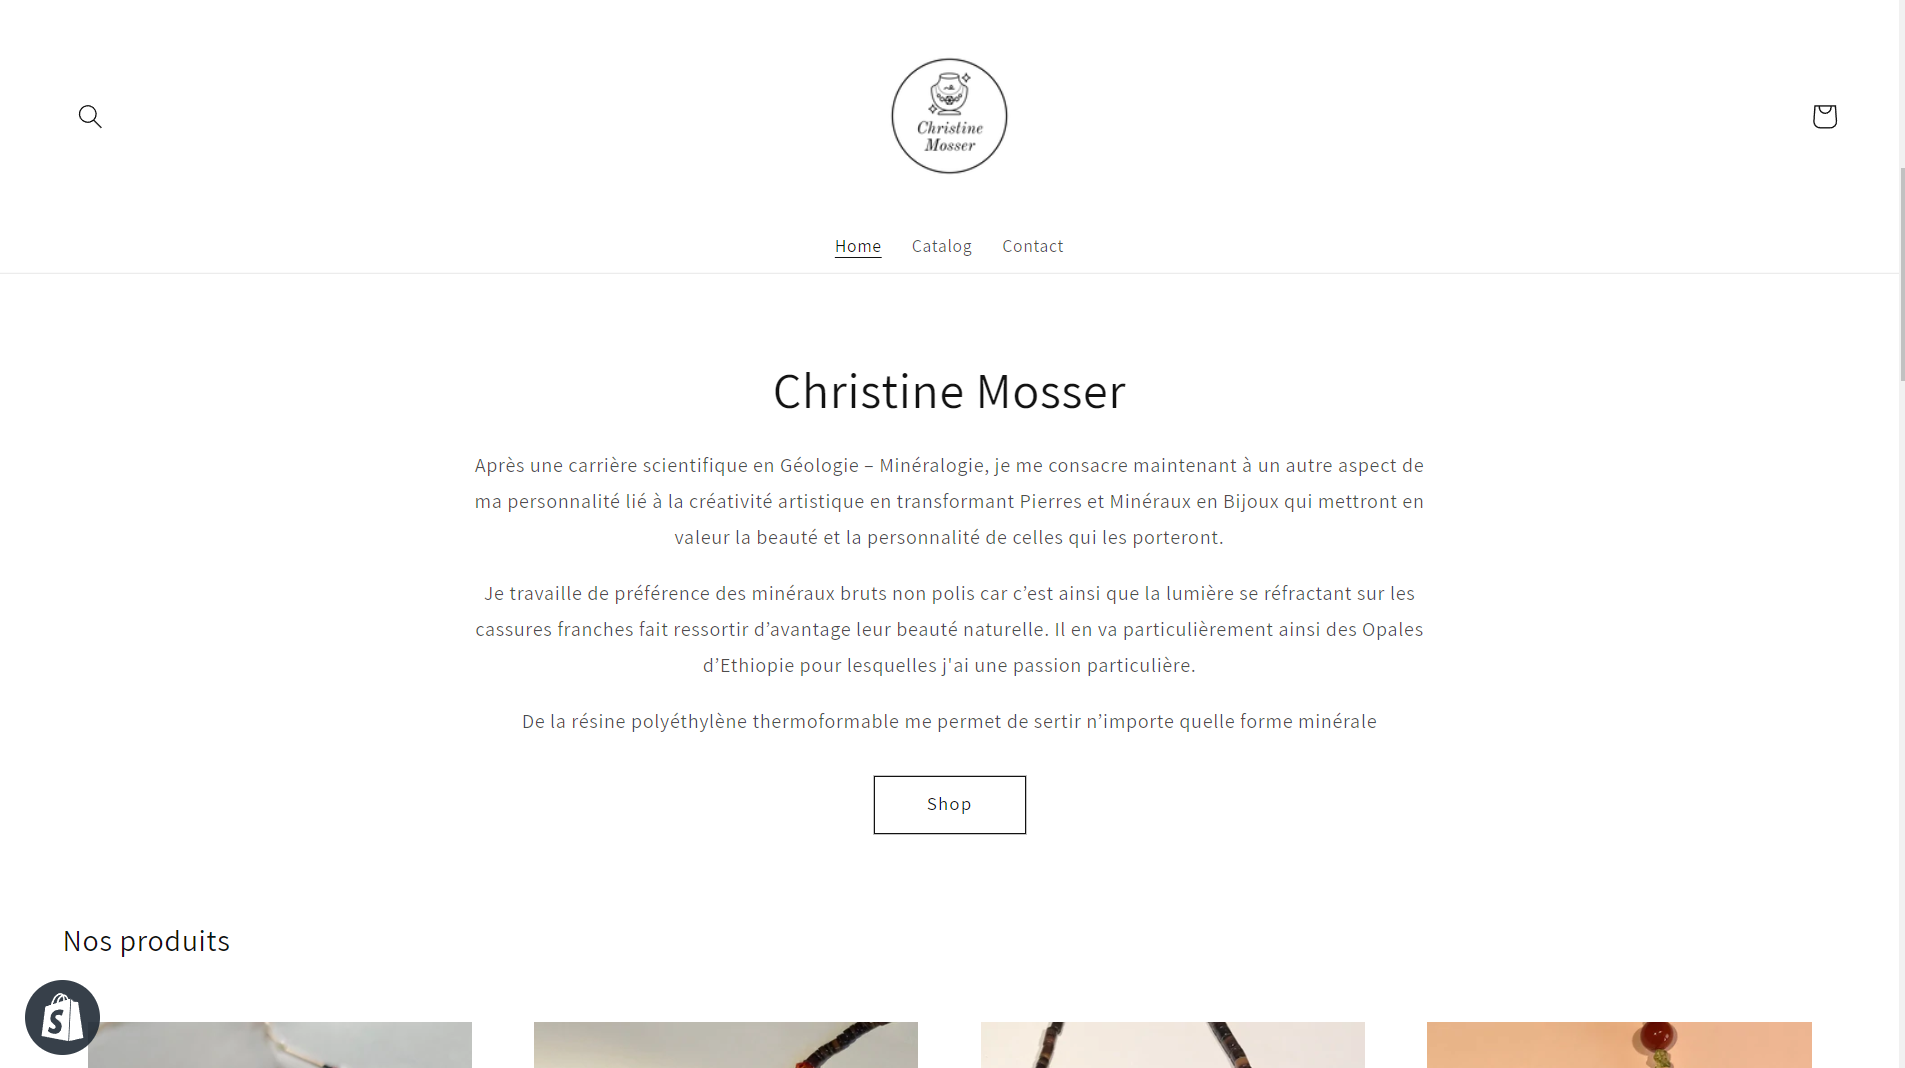 Christine
Mosser
Home Catalog Contact
Christine Mosser
Après une carrière scientifique en Géologie – Minéralogie, je me consacre maintenant à un autre aspect de
ma personnalité lié à la créativité artistique en transformant Pierres et Minéraux en Bijoux qui mettront en
valeur la beauté et la personnalité de celles qui les porteront.
Je travaille de préférence des minéraux bruts non polis car c’est ainsi que la lumière se réfractant sur les
cassures franches fait ressortir d’avantage leur beauté naturelle. Il en va particulièrement ainsi des Opales
d’Ethiopie pour lesquelles j'ai une passion particulière.
De la résine polyéthylène thermoformable me permet de sertir n’importe quelle forme minérale
Shop
Nos produits
S